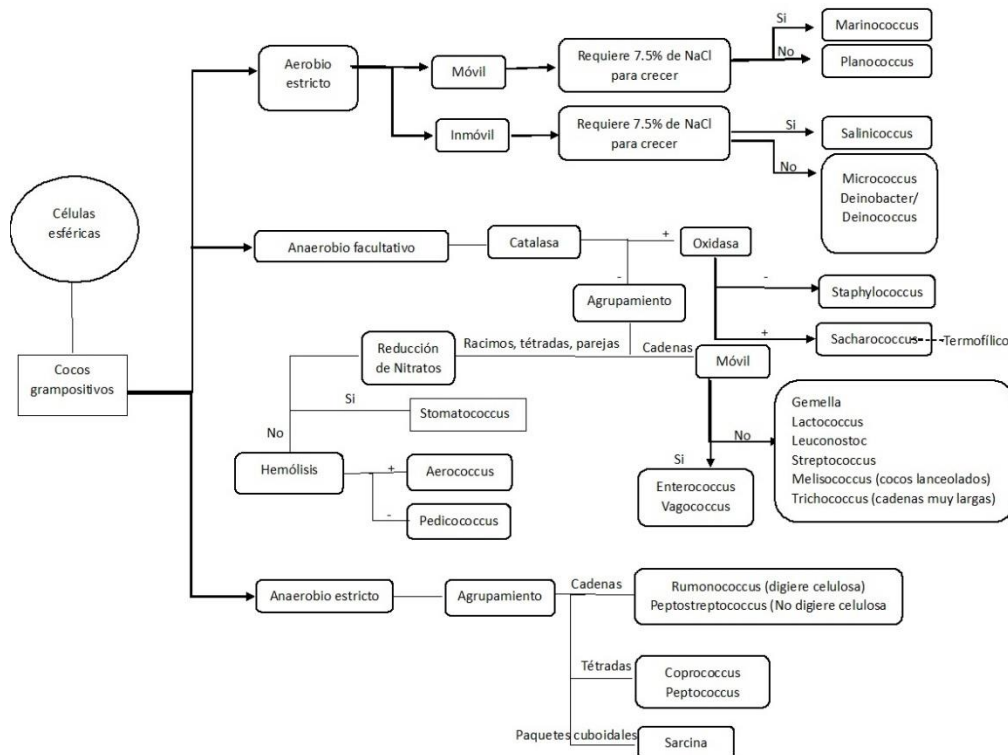 Células
esféricas
Cocos
grampositivos
Aerobio
estricto
Móvil
Requiere 7.5% de NaCl
para crecer
Si
Marinococcus
No
Planococcus
Inmóvil
Requiere 7.5% de NaCl
para crecer
Si
Salinicoccus
No
Micrococcus
Deinobacter/
Deinococcus
Anaerobio facultativo
Catalasa
+
Oxidasa
-
Staphylococcus
+
Sacharococcus
Termofílico
-
Agrupamiento
Racimos, tétradas, parejas
Cadenas
Reducción
de Nitratos
Si
Stomatococcus
No
Hemólisis
+
Aerococcus
-
Pedicococcus
Móvil
No
Gemella
Lactococcus
Leuconostoc
Streptococcus
Melisococcus (cocos lanceolados)
Trichococcus (cadenas muy largas)
Si
Enterococcus
Vagococcus
Anaerobio estricto
Agrupamiento
Cadenas
Rumonococcus (digiere celulosa)
Peptostreptococcus (No digiere celulosa
Tétradas
Coprococcus
Peptococcus
Paquetes cuboidales
Sarcina